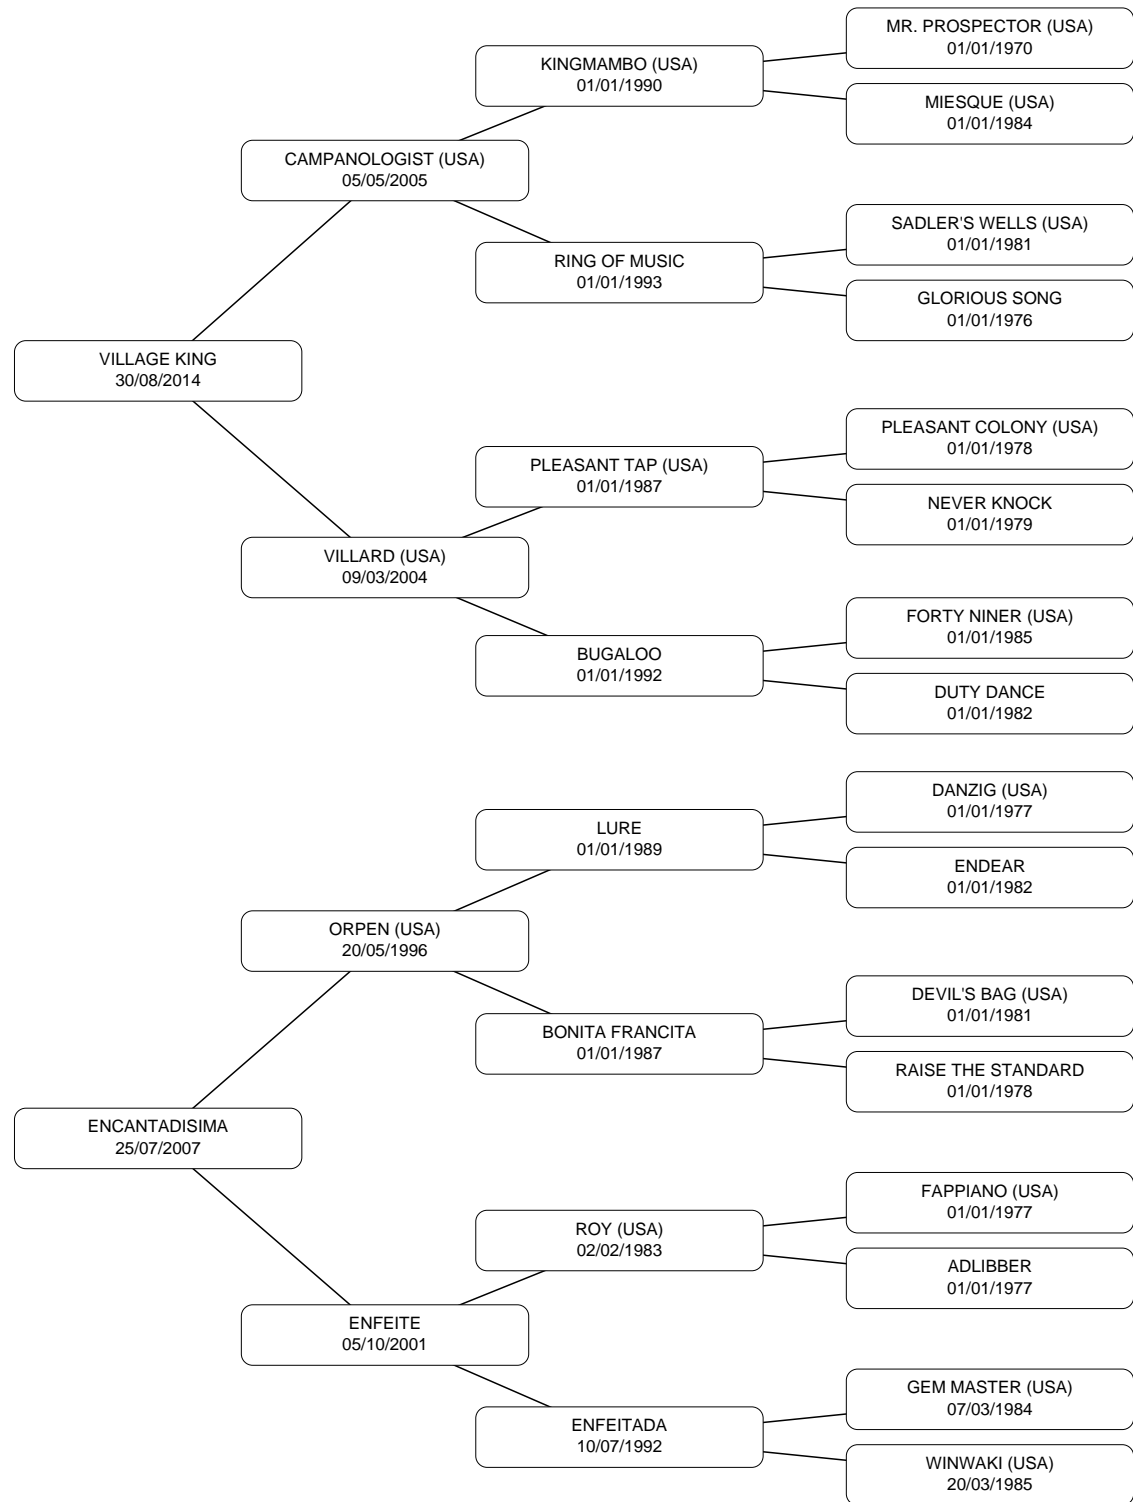 MR. PROSPECTOR (USA)
01/01/1970
KINGMAMBO (USA)
01/01/1990
MIESQUE (USA)
01/01/1984
CAMPANOLOGIST (USA)
05/05/2005
SADLER'S WELLS (USA)
01/01/1981
RING OF MUSIC
01/01/1993
GLORIOUS SONG
01/01/1976
VILLAGE KING
30/08/2014
PLEASANT COLONY (USA)
01/01/1978
PLEASANT TAP (USA)
01/01/1987
NEVER KNOCK
01/01/1979
VILLARD (USA)
09/03/2004
FORTY NINER (USA)
01/01/1985
BUGALOO
01/01/1992
DUTY DANCE
01/01/1982
DANZIG (USA)
01/01/1977
LURE
01/01/1989
ENDEAR
01/01/1982
ORPEN (USA)
20/05/1996
DEVIL'S BAG (USA)
01/01/1981
BONITA FRANCITA
01/01/1987
RAISE THE STANDARD
01/01/1978
ENCANTADISIMA
25/07/2007
FAPPIANO (USA)
01/01/1977
ROY (USA)
02/02/1983
ADLIBBER
01/01/1977
ENFEITE
05/10/2001
GEM MASTER (USA)
07/03/1984
ENFEITADA
10/07/1992
WINWAKI (USA)
20/03/1985